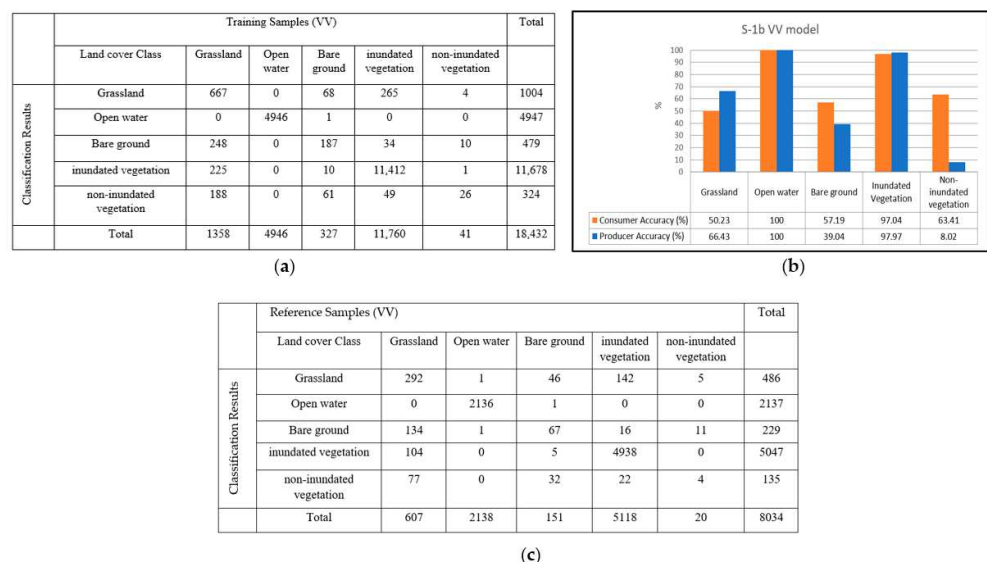 Training Samples (VV) Total
Land cover Class Grassland Open water Bare ground inundated vegetation non-inundated vegetation
Classification Results
Grassland 667 0 68 265 4 1004
Open water 0 4946 1 0 0 4947
Bare ground 248 0 187 34 10 479
inundated vegetation 225 0 10 11,412 1 11,678
non-inundated vegetation 188 0 61 49 26 324
Total 1358 4946 327 11,760 41 18,432
(a)
S-1b VV model
%
100
90
80
70
60
50
40
30
20
10
0
Grassland Open water Bare ground Inundated Vegetation Non-inundated vegetation
Consumer Accuracy (%) 50.23 100 57.19 97.04 63.41
Producer Accuracy (%) 66.43 100 39.04 97.97 8.02
(b)
Reference Samples (VV) Total
Land cover Class Grassland Open water Bare ground inundated vegetation non-inundated vegetation
Classification Results
Grassland 292 1 46 142 5 486
Open water 0 2136 1 0 0 2137
Bare ground 134 1 67 16 11 229
inundated vegetation 104 0 5 4938 0 5047
non-inundated vegetation 77 0 32 22 4 135
Total 607 2138 151 5118 20 8034
(c)